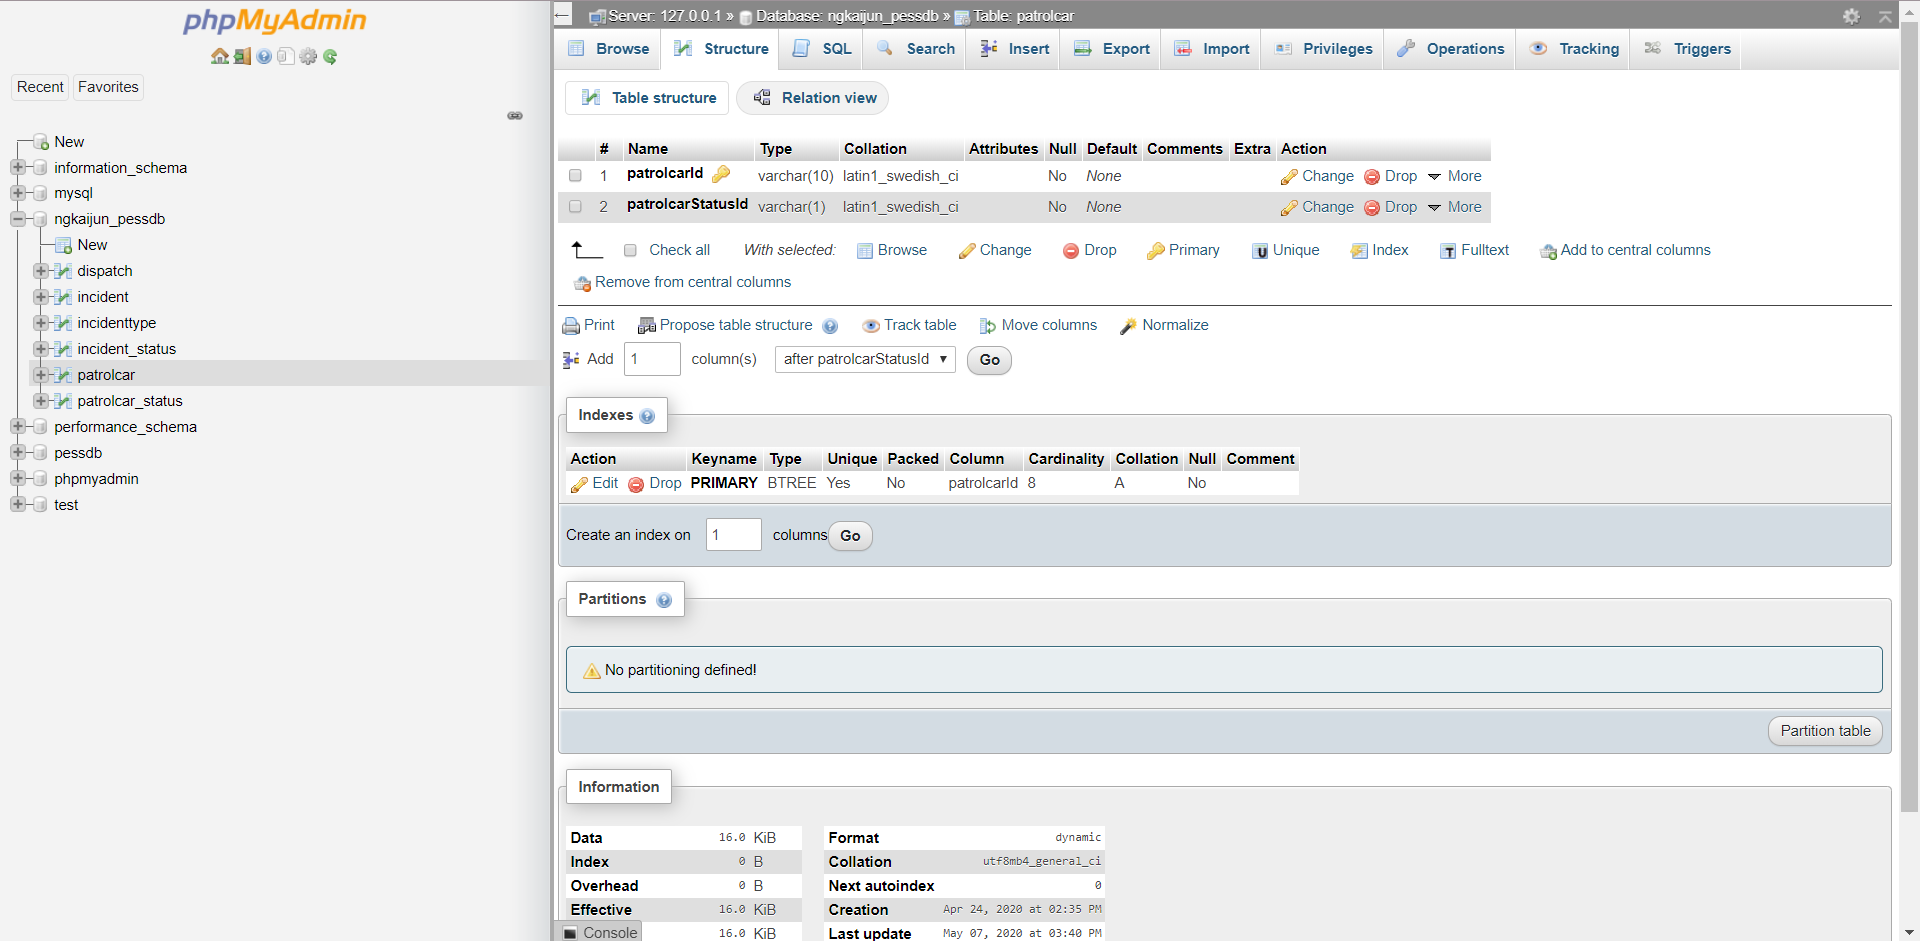 phpMyAdmin
Recent Favorites
New
information_schema
mysql
ngkaijun_pessdb
New
dispatch
incident
incidenttype
incident_status
patrolcar
patrolcar_status
performance_schema
pessdb
phpmyadmin
test
Server: 127.0.0.1 » Database: ngkaijun_pessdb » Table: patrolcar
Browse Structure SQL Search Insert Export Import Privileges Operations Tracking Triggers
Table structure Relation view
# Name Type Collation Attributes Null Default Comments Extra Action
1 patrolcarId varchar(10) latin1_swedish_ci No None Change Drop More
2 patrolcarStatusId varchar(1) latin1_swedish_ci No None Change Drop More
Check all With selected: Browse Change Drop Primary Unique Index Fulltext Add to central columns
Remove from central columns
Print Propose table structure Track table Move columns Normalize
Add 1 column(s) after patrolcarStatusId Go
Indexes
Action Keyname Type Unique Packed Column Cardinality Collation Null Comment
Edit Drop PRIMARY BTREE Yes No patrolcarId 8 A No
Create an index on 1 columns Go
Partitions
No partitioning defined!
Partition table
Information
Data 16.0 KiB Format dynamic
Index 0 B Collation utf8mb4_general_ci
Overhead 0 B Next autoindex 0
Effective 16.0 KiB Creation Apr 24, 2020 at 02:35 PM
Console 16.0 KiB Last update May 07, 2020 at 03:40 PM